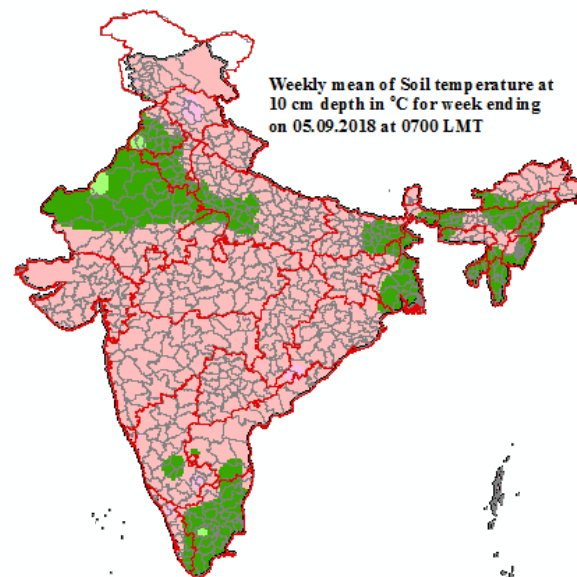 Weekly mean of Soil temperature at
10 cm depth in °C for week ending
on 05.09.2018 at 0700 LMT